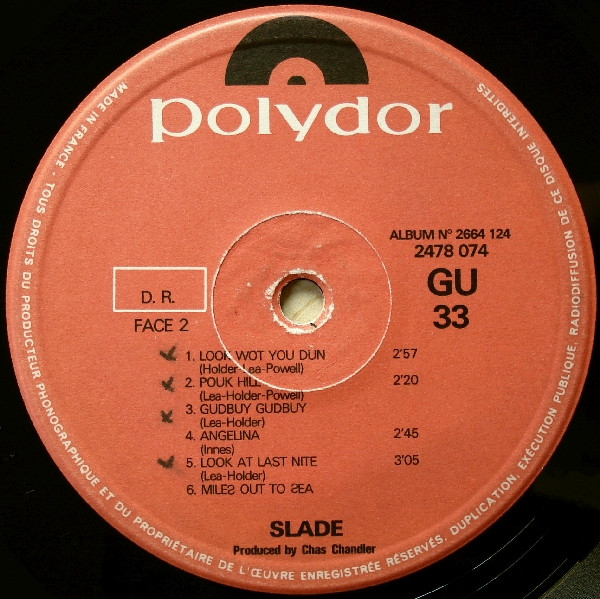 polydor
MADE IN FRANCE · TOUS DROITS DU PRODUCTEUR PHONOGRAPHIQUE ET DU PROPRIÉTAIRE DE L'ŒUVRE ENREGISTRÉE RÉSERVÉS. DUPLICATION, EXÉCUTION PUBLIQUE, RADIODIFFUSION DE CE DISQUE INTERDITES
ALBUM N° 2664 124
2478 074
GU
33
D. R.
FACE 2
1. LOOK WOT YOU DUN 2'57
(Holder-Lea-Powell)
2. POUK HILL 2'20
(Lea-Holder-Powell)
3. GUDBUY GUDBUY
(Lea-Holder)
4. ANGELINA 2'45
(Innes)
5. LOOK AT LAST NITE 3'05
(Lea-Holder)
6. MILES OUT TO SEA
SLADE
Produced by Chas Chandler